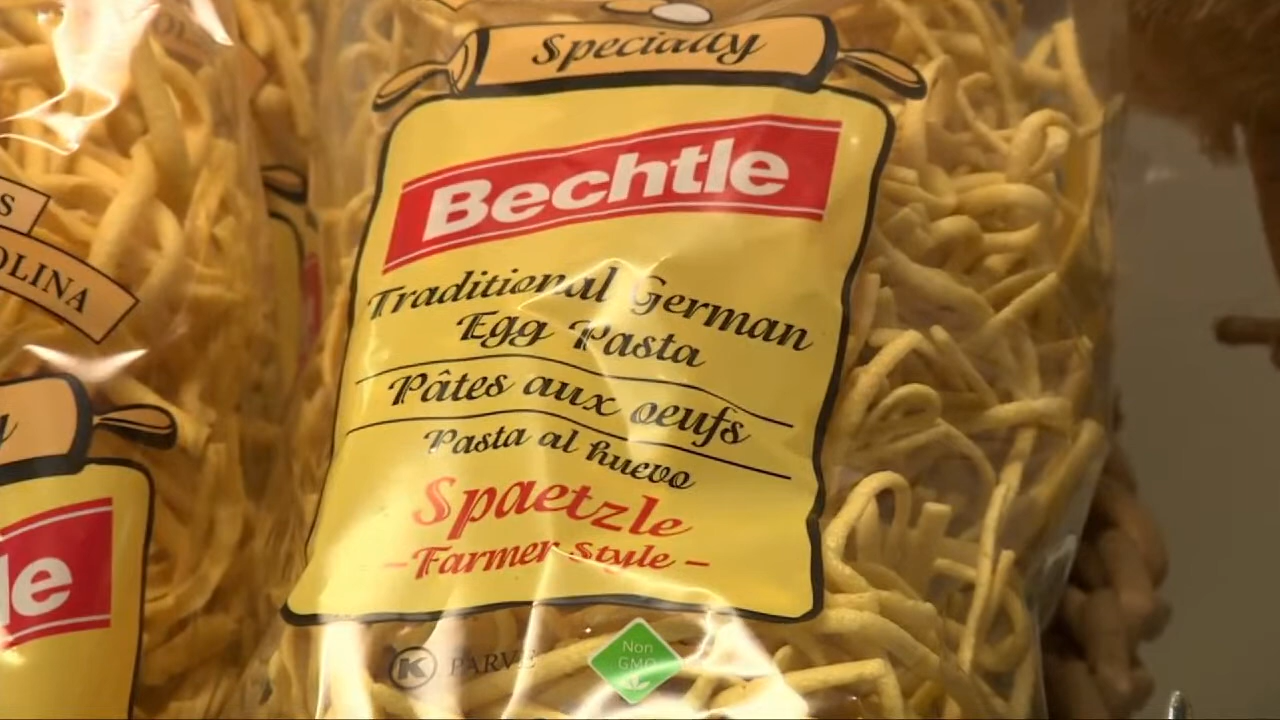 Specialty
Bechtle
Traditional German
Egg Pasta
Pâtes aux oeufs
Pasta al huevo
Spaetzle
-Farmer Style-
K PARVE
Non
GMO
S
OLINA
y
le